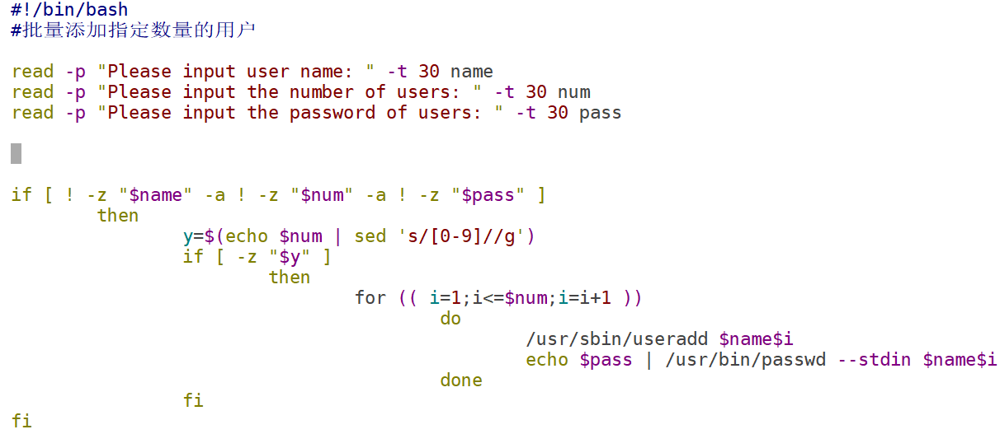 #!/bin/bash
#批量添加指定数量的用户
read -p "Please input user name: " -t 30 name
read -p "Please input the number of users: " -t 30 num
read -p "Please input the password of users: " -t 30 pass
if [ ! -z "$name" -a ! -z "$num" -a ! -z "$pass" ]
then
y=$(echo $num | sed 's/[0-9]//g')
if [ -z "$y" ]
then
for (( i=1;i<=$num;i=i+1 ))
do
/usr/sbin/useradd $name$i
echo $pass | /usr/bin/passwd --stdin $name$i
done
fi
fi